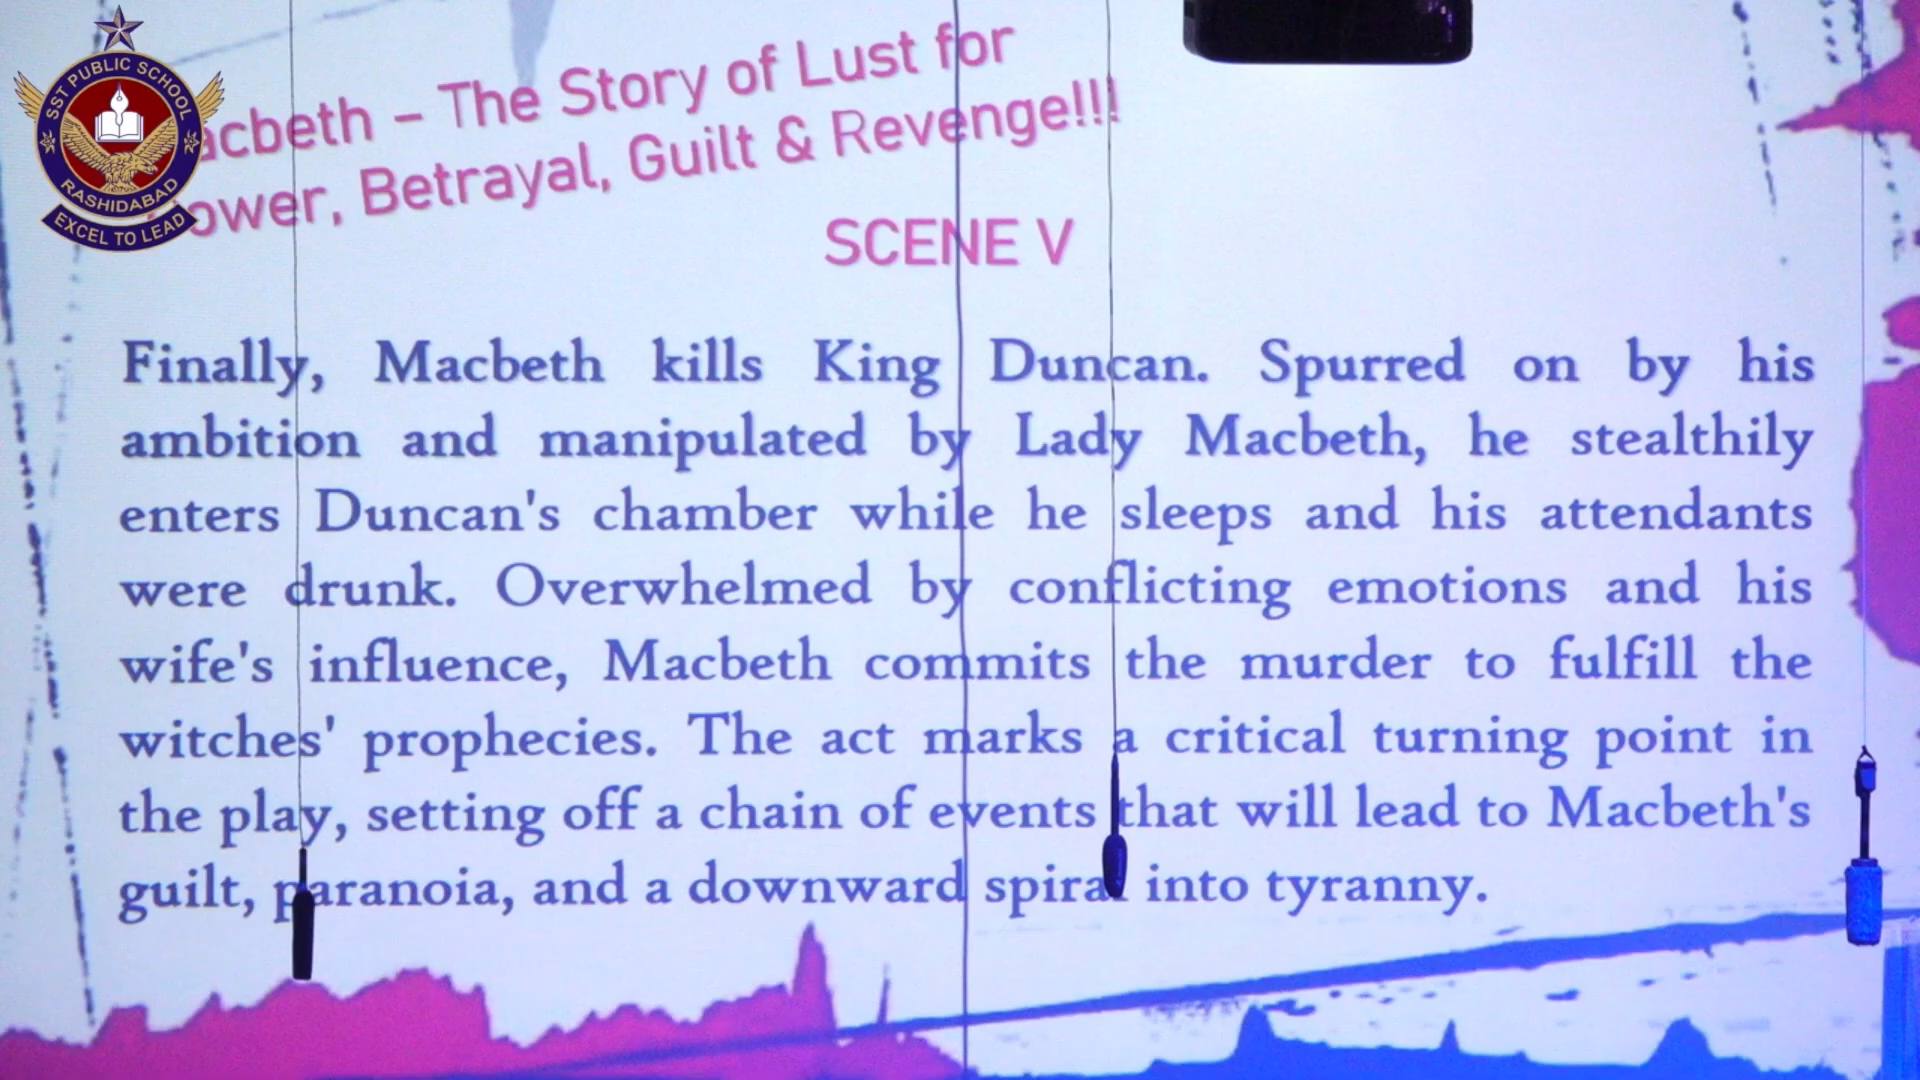 SST PUBLIC SCHOOL
RASHIDABAD
EXCEL TO LEAD
acbeth – The Story of Lust for
ower, Betrayal, Guilt & Revenge!!!
SCENE V
Finally, Macbeth kills King Duncan. Spurred on by his
ambition and manipulated by Lady Macbeth, he stealthily
enters Duncan's chamber while he sleeps and his attendants
were drunk. Overwhelmed by conflicting emotions and his
wife's influence, Macbeth commits the murder to fulfill the
witches' prophecies. The act marks a critical turning point in
the play, setting off a chain of events that will lead to Macbeth's
guilt, paranoia, and a downward spiral into tyranny.